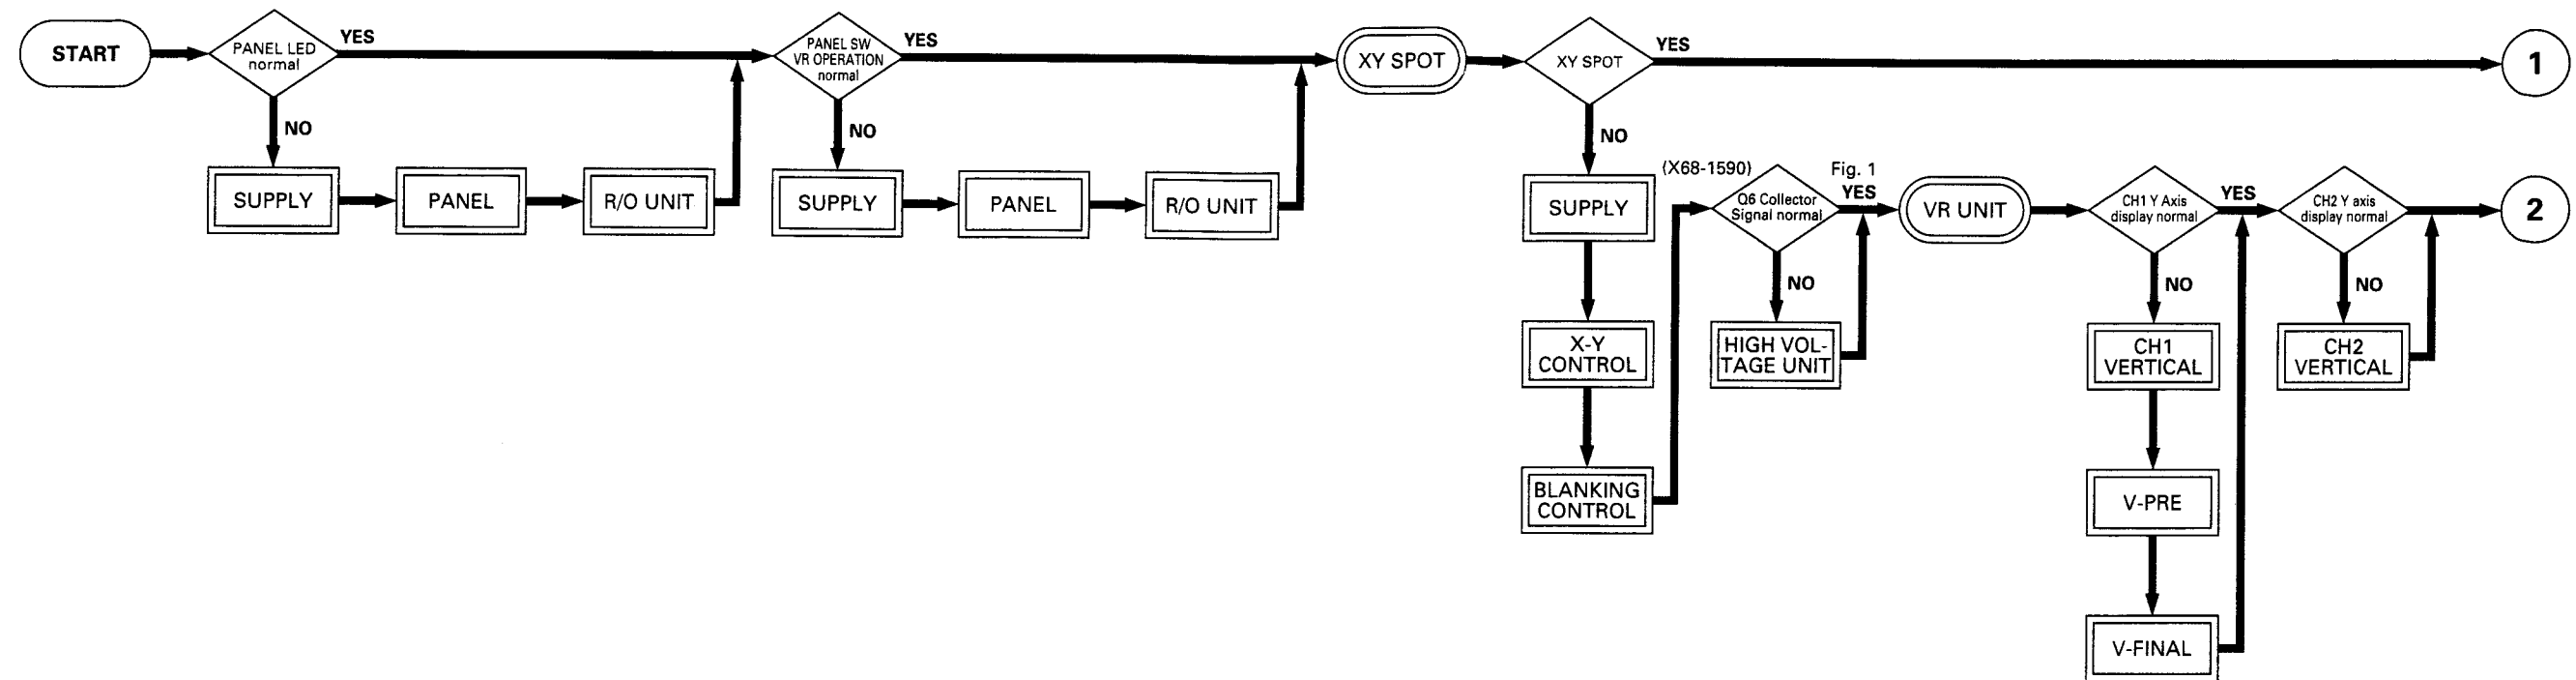 START
PANEL LED
normal
YES
NO
SUPPLY
PANEL
R/O UNIT
PANEL SW
VR OPERATION
normal
YES
NO
SUPPLY
PANEL
R/O UNIT
XY SPOT
XY SPOT
YES
1
NO
SUPPLY
X-Y
CONTROL
BLANKING
CONTROL
(X68-1590)
Q6 Collector
Signal normal
Fig. 1
YES
NO
HIGH VOL-
TAGE UNIT
VR UNIT
CH1 Y Axis
display normal
YES
NO
CH1
VERTICAL
V-PRE
V-FINAL
CH2 Y axis
display normal
NO
CH2
VERTICAL
2